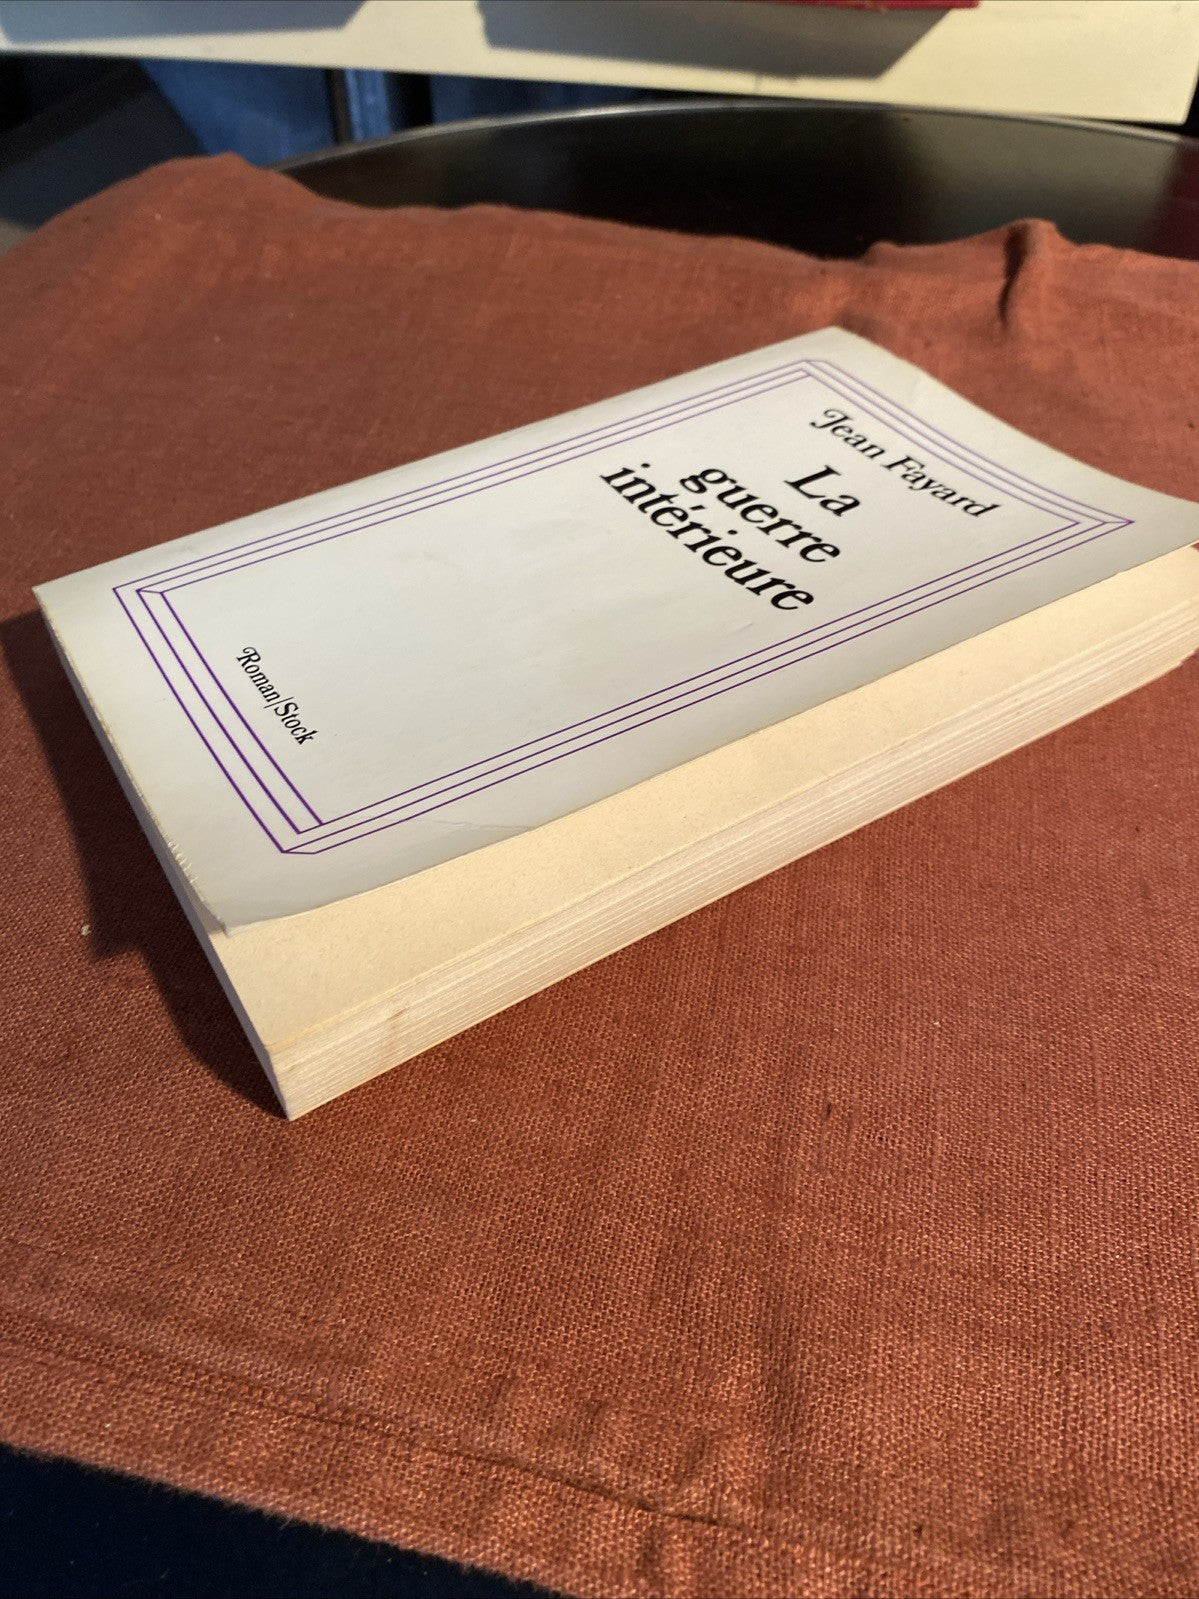 Jean Fayard
La
guerre
intérieure
Roman/Stock